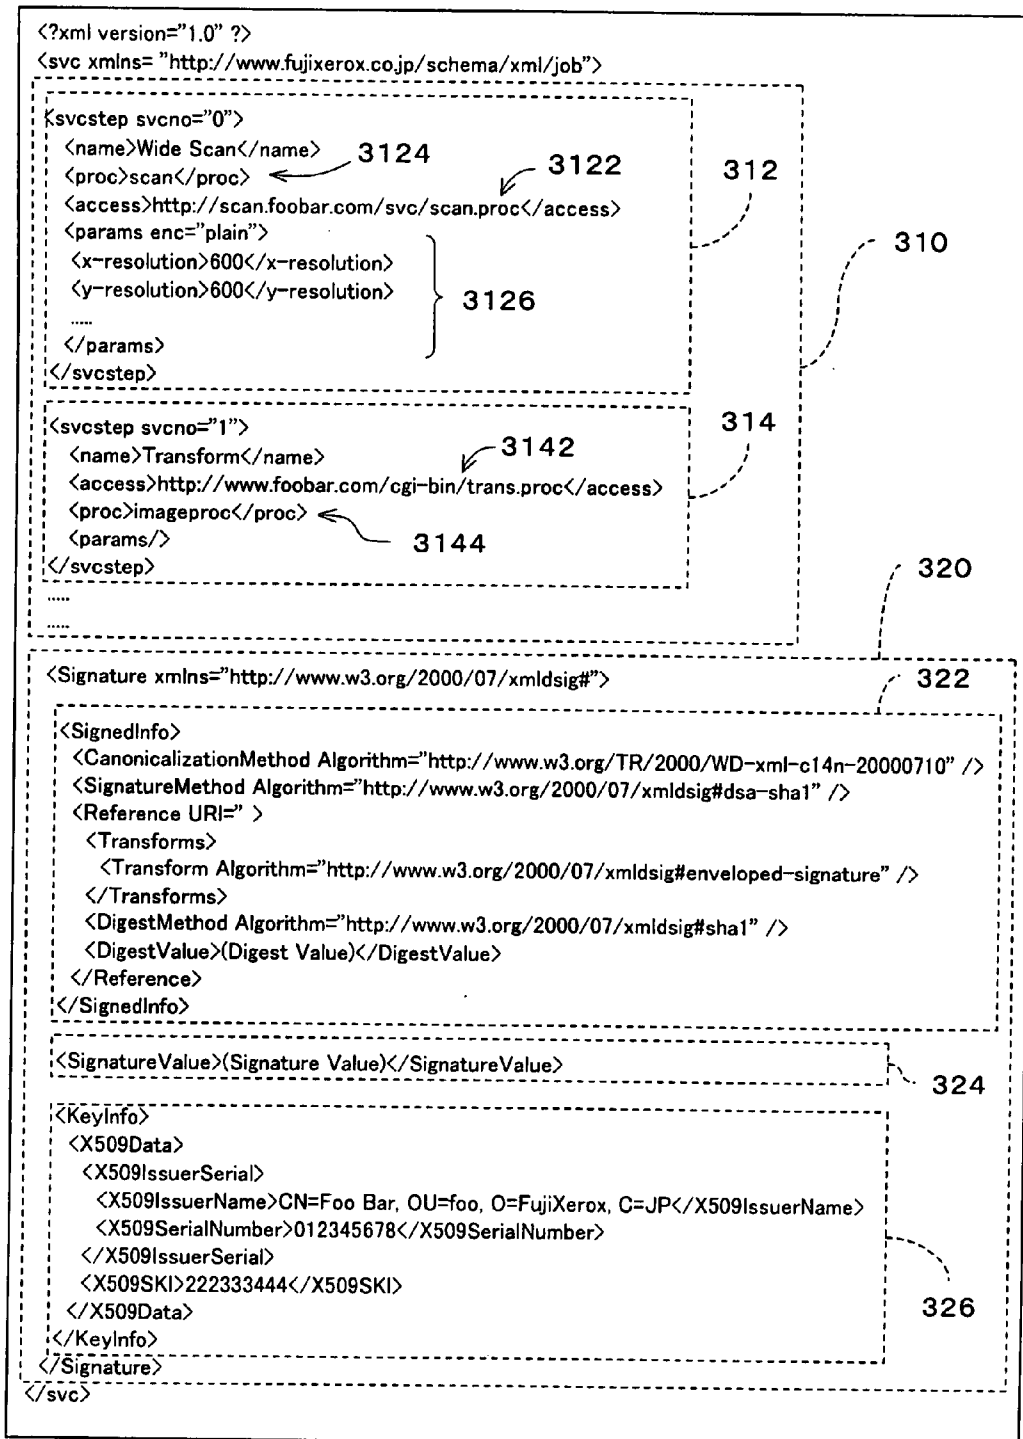 <?xml version="1.0" ?>
<svc xmlns= "http://www.fujixerox.co.jp/schema/xml/job">
<svcstep svcno="0">
<name>Wide Scan</name>
3124
<proc>scan</proc>
3122
312
<access>http://scan.foobar.com/svc/scan.proc</access>
<params enc="plain">
310
<x-resolution>600</x-resolution>
<y-resolution>600</y-resolution>
3126
.....
</params>
</svcstep>
<svcstep svcno="1">
314
<name>Transform</name>
3142
<access>http://www.foobar.com/cgi-bin/trans.proc</access>
<proc>imageproc</proc>
3144
<params/>
</svcstep>
320
.....
.....
<Signature xmlns="http://www.w3.org/2000/07/xmldsig#">
322
<SignedInfo>
<CanonicalizationMethod Algorithm="http://www.w3.org/TR/2000/WD-xml-c14n-20000710" />
<SignatureMethod Algorithm="http://www.w3.org/2000/07/xmldsig#dsa-sha1" />
<Reference URI=" >
<Transforms>
<Transform Algorithm="http://www.w3.org/2000/07/xmldsig#enveloped-signature" />
</Transforms>
<DigestMethod Algorithm="http://www.w3.org/2000/07/xmldsig#sha1" />
<DigestValue>(Digest Value)</DigestValue>
</Reference>
</SignedInfo>
<SignatureValue>(Signature Value)</SignatureValue>
324
<KeyInfo>
<X509Data>
<X509IssuerSerial>
<X509IssuerName>CN=Foo Bar, OU=foo, O=FujiXerox, C=JP</X509IssuerName>
<X509SerialNumber>012345678</X509SerialNumber>
</X509IssuerSerial>
<X509SKI>222333444</X509SKI>
326
</X509Data>
</KeyInfo>
</Signature>
</svc>